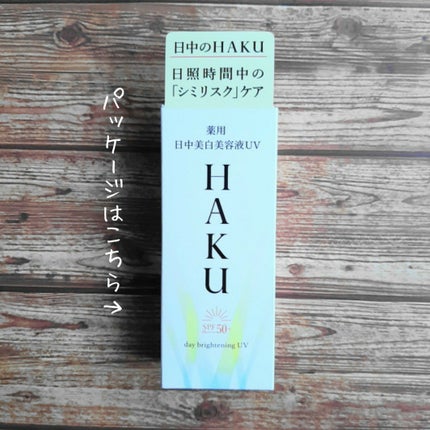 日中のHAKU
日照時間中の
「シミリスク」ケア
パッケージはこちら→
薬用
日中美白美容液UV
HAKU
SPF 50+
day brightening UV